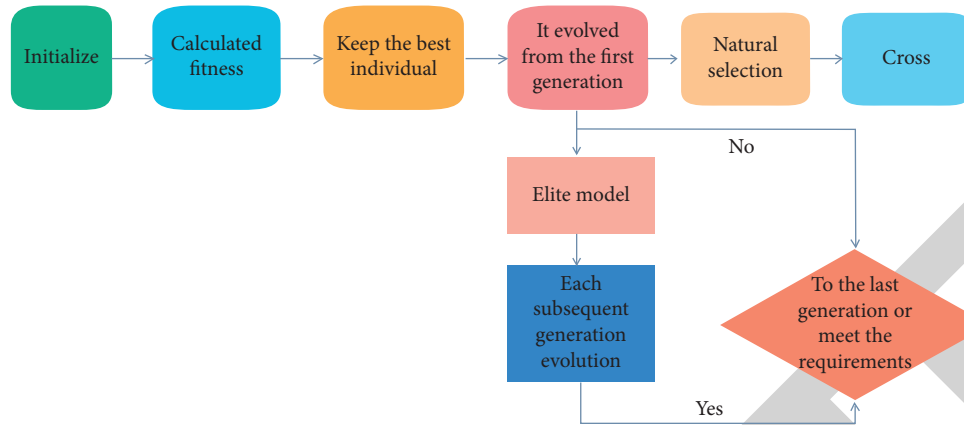 Initialize
Calculated
fitness
Keep the best
individual
It evolved
from the first
generation
Natural
selection
Cross
No
Elite model
Each
subsequent
generation
evolution
To the last
generation or
meet the
requirements
Yes